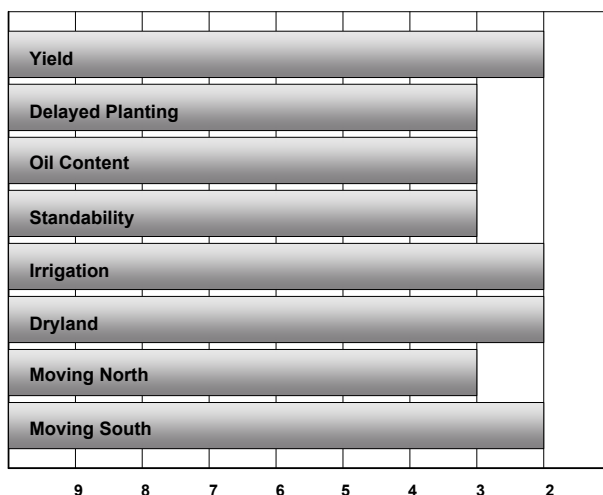 Yield
Delayed Planting
Oil Content
Standability
Irrigation
Dryland
Moving North
Moving South
9 8 7 6 5 4 3 2